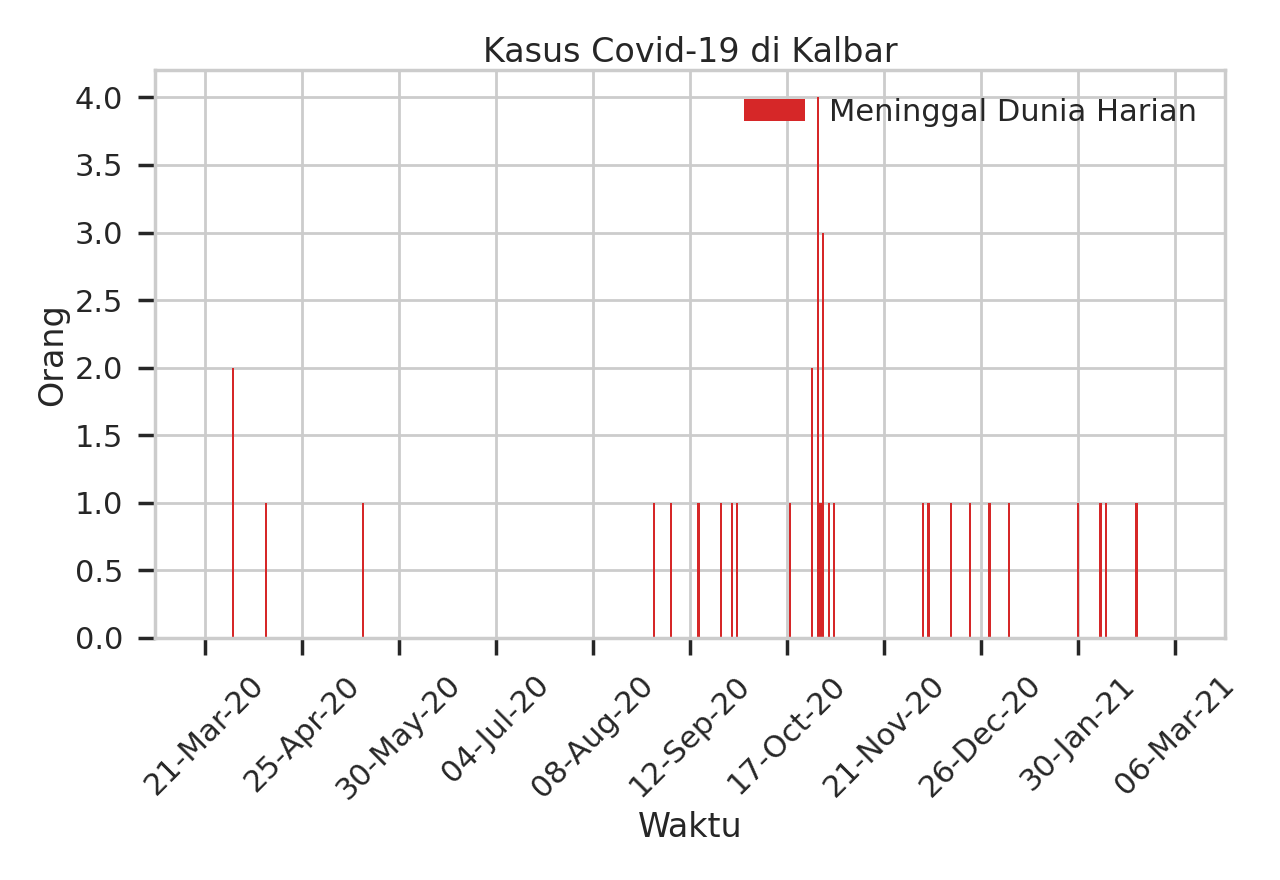 Kasus Covid-19 di Kalbar
Meninggal Dunia Harian
Orang
4.0
3.5
3.0
2.5
2.0
1.5
1.0
0.5
0.0
21-Mar-20
25-Apr-20
30-May-20
04-Jul-20
08-Aug-20
12-Sep-20
17-Oct-20
21-Nov-20
26-Dec-20
30-Jan-21
06-Mar-21
Waktu